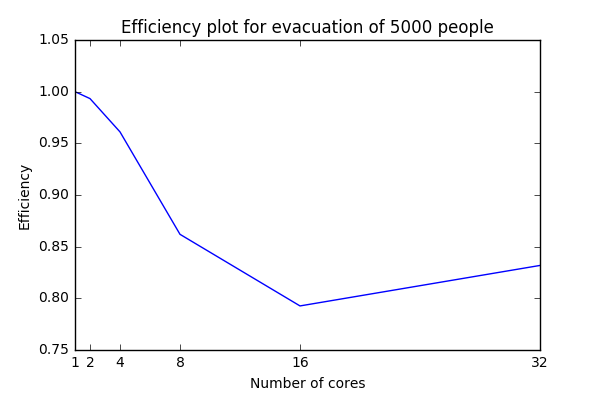 Efficiency plot for evacuation of 5000 people
1.05
1.00
0.95
0.90
0.85
0.80
0.75
Efficiency
1 2 4 8 16 32
Number of cores